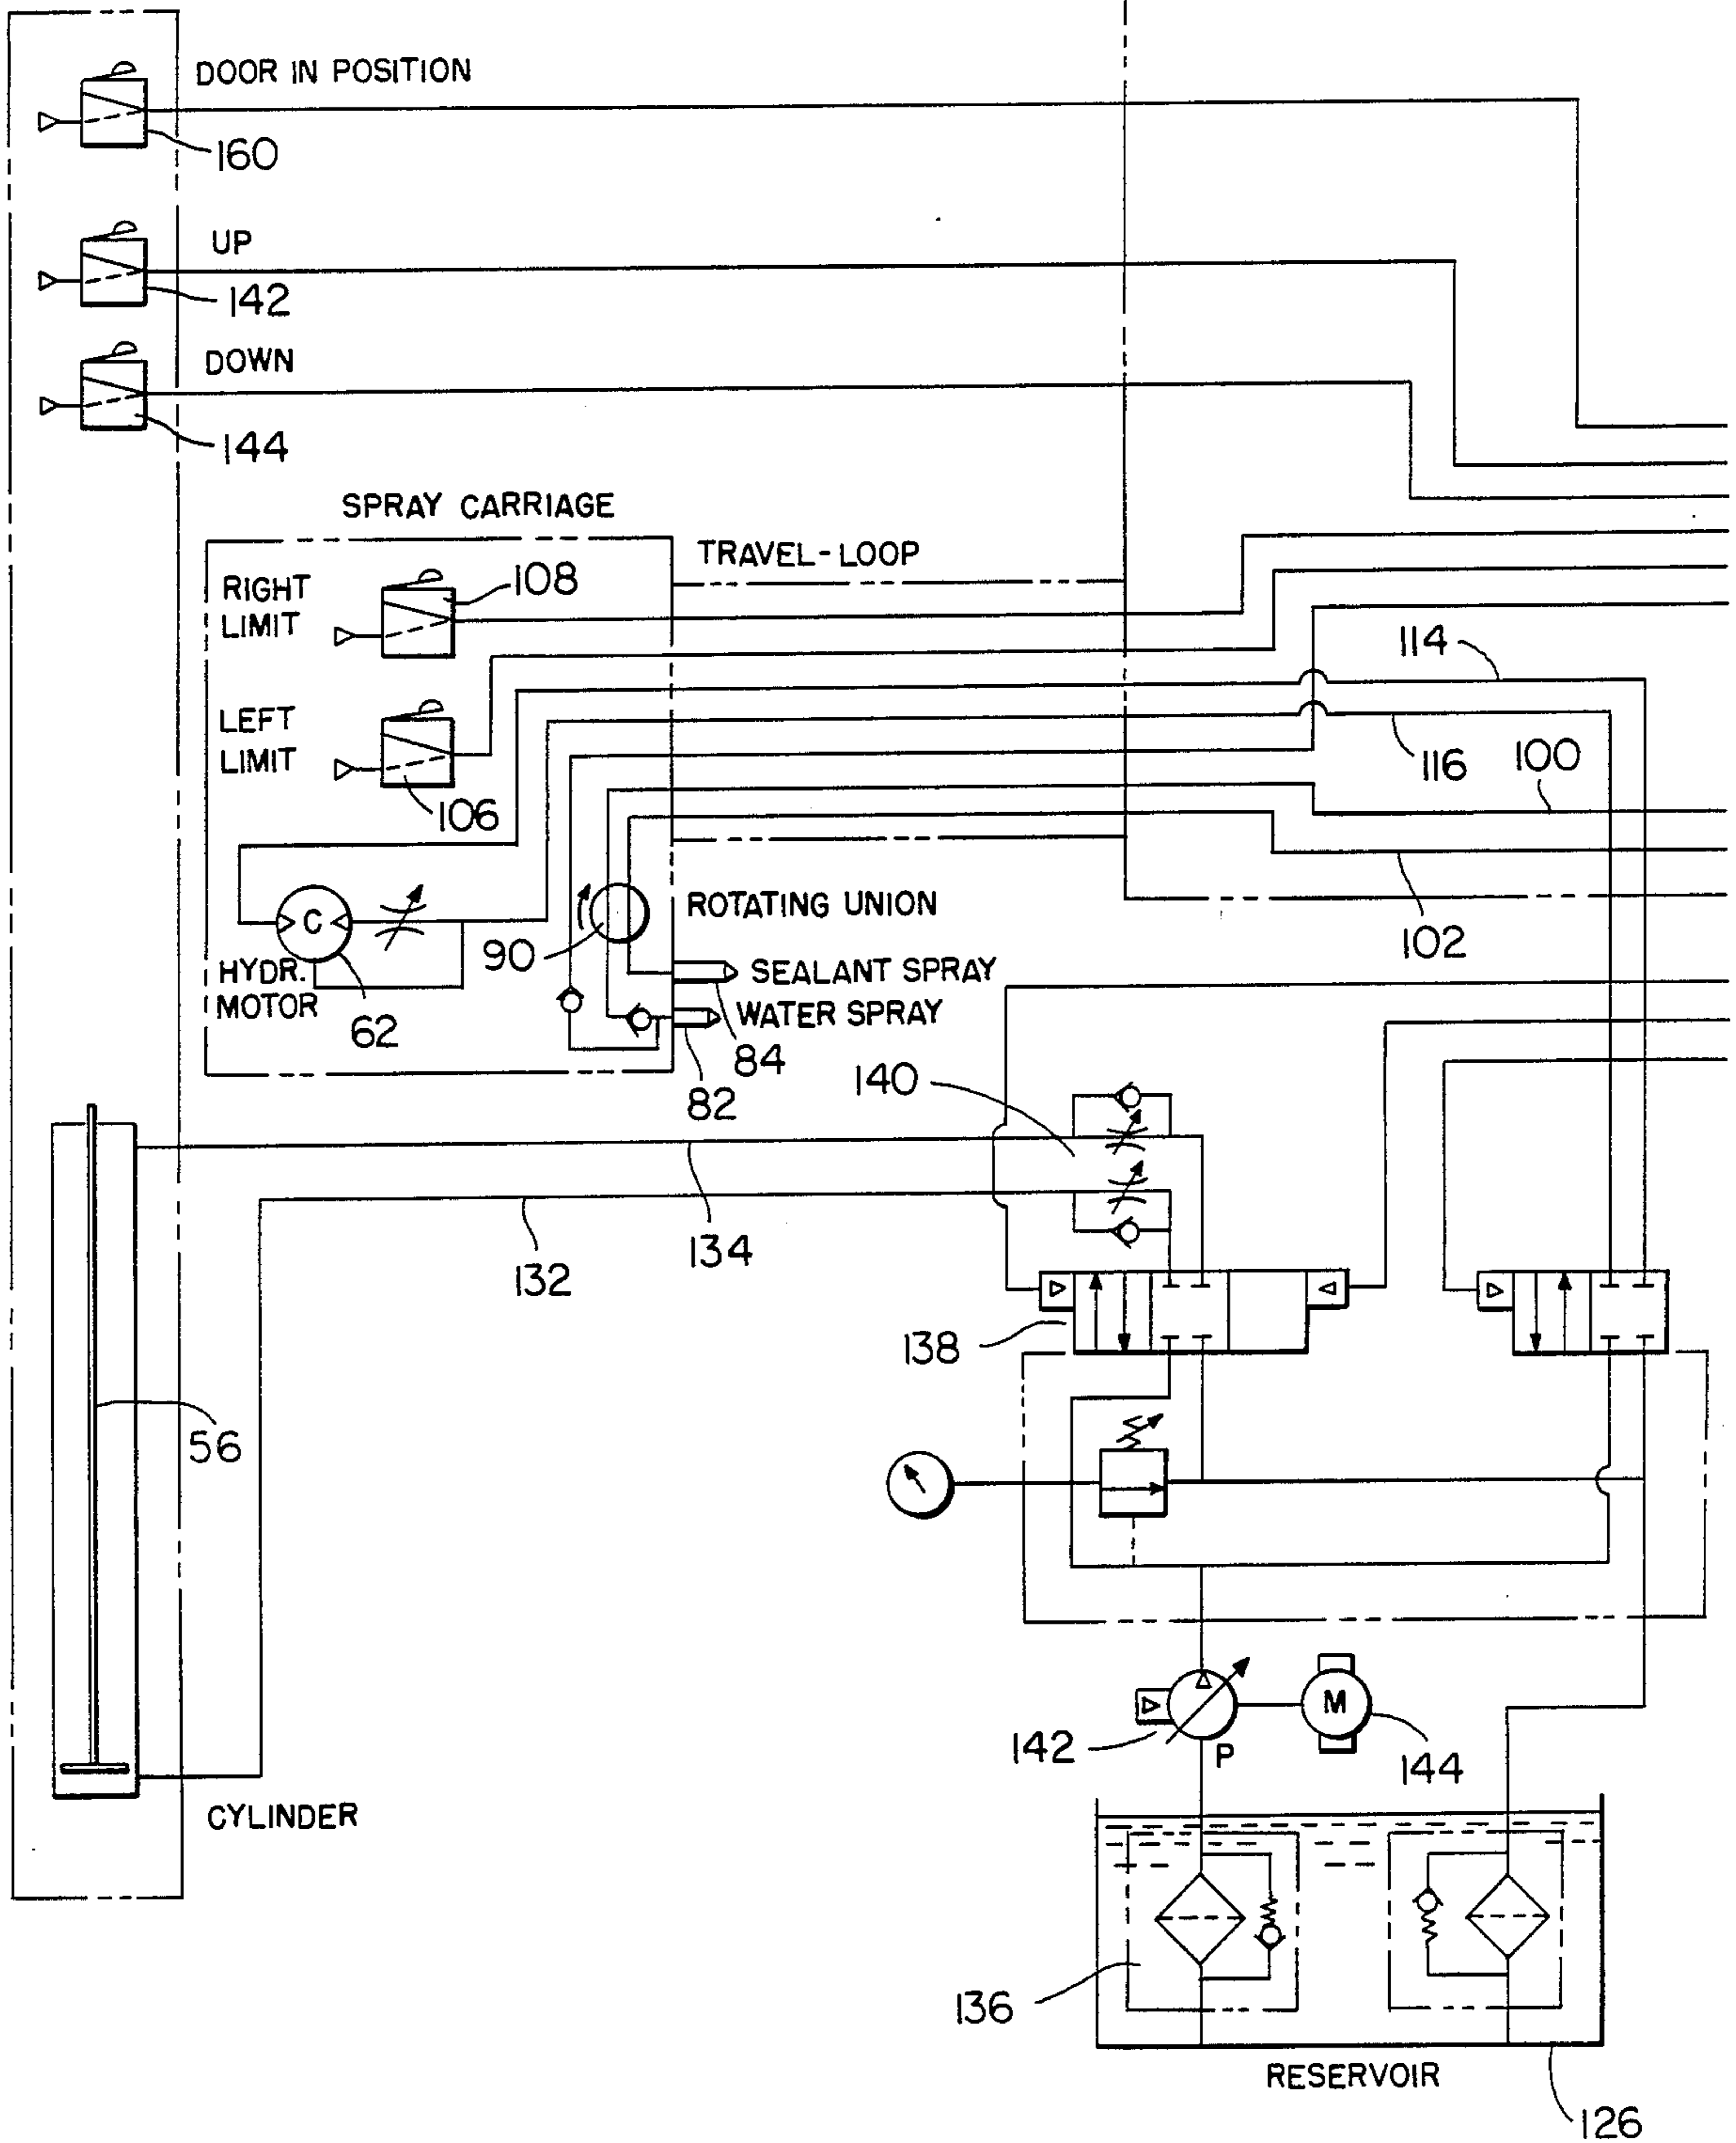 DOOR IN POSITION
160
UP
142
DOWN
144
SPRAY CARRIAGE
TRAVEL-LOOP
RIGHT
LIMIT
108
114
LEFT
LIMIT
106
116
100
C
ROTATING UNION
90
102
HYDR.
MOTOR
62
SEALANT SPRAY
WATER SPRAY
84
82
140
134
132
138
56
142
P
M
144
CYLINDER
136
RESERVOIR
126